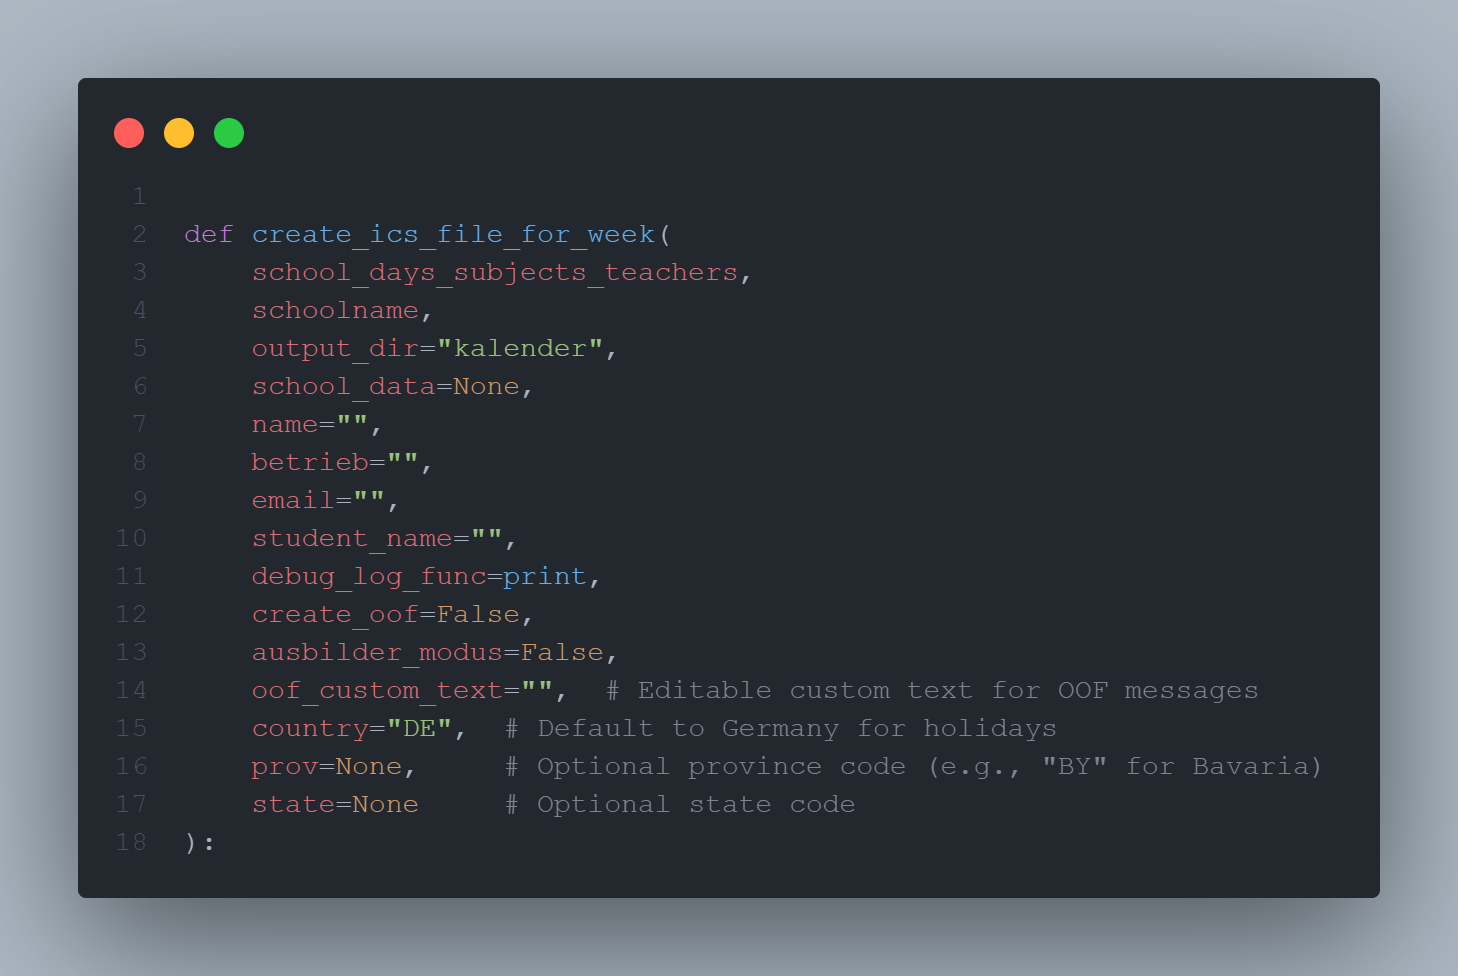 1
2 def create_ics_file_for_week(
3     school_days_subjects_teachers,
4     schoolname,
5     output_dir="kalender",
6     school_data=None,
7     name="",
8     betrieb="",
9     email="",
10     student_name="",
11     debug_log_func=print,
12     create_oof=False,
13     ausbilder_modus=False,
14     oof_custom_text="",  # Editable custom text for OOF messages
15     country="DE",  # Default to Germany for holidays
16     prov=None,     # Optional province code (e.g., "BY" for Bavaria)
17     state=None     # Optional state code
18 ):